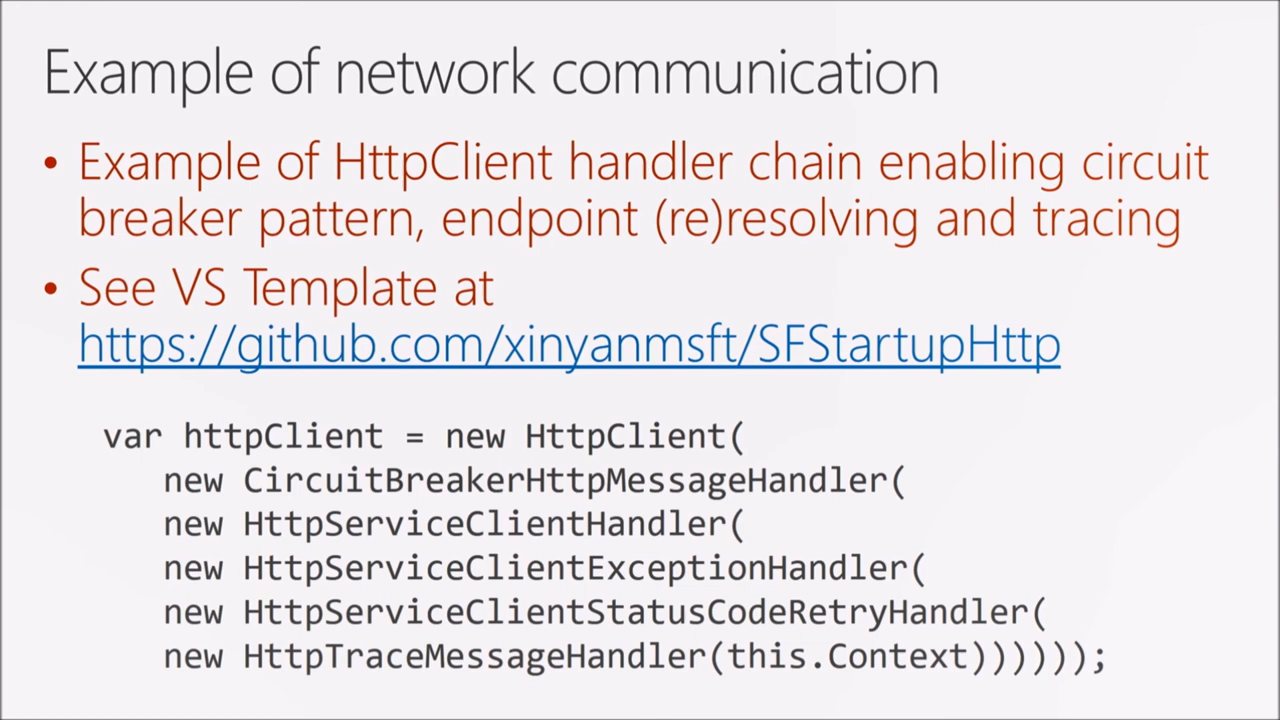 Example of network communication
• Example of HttpClient handler chain enabling circuit
breaker pattern, endpoint (re)resolving and tracing
• See VS Template at
https://github.com/xinyanmsft/SFStartupHttp
var httpClient = new HttpClient(
new CircuitBreakerHttpMessageHandler(
new HttpServiceClientHandler(
new HttpServiceClientExceptionHandler(
new HttpServiceClientStatusCodeRetryHandler(
new HttpTraceMessageHandler(this.Context))))));